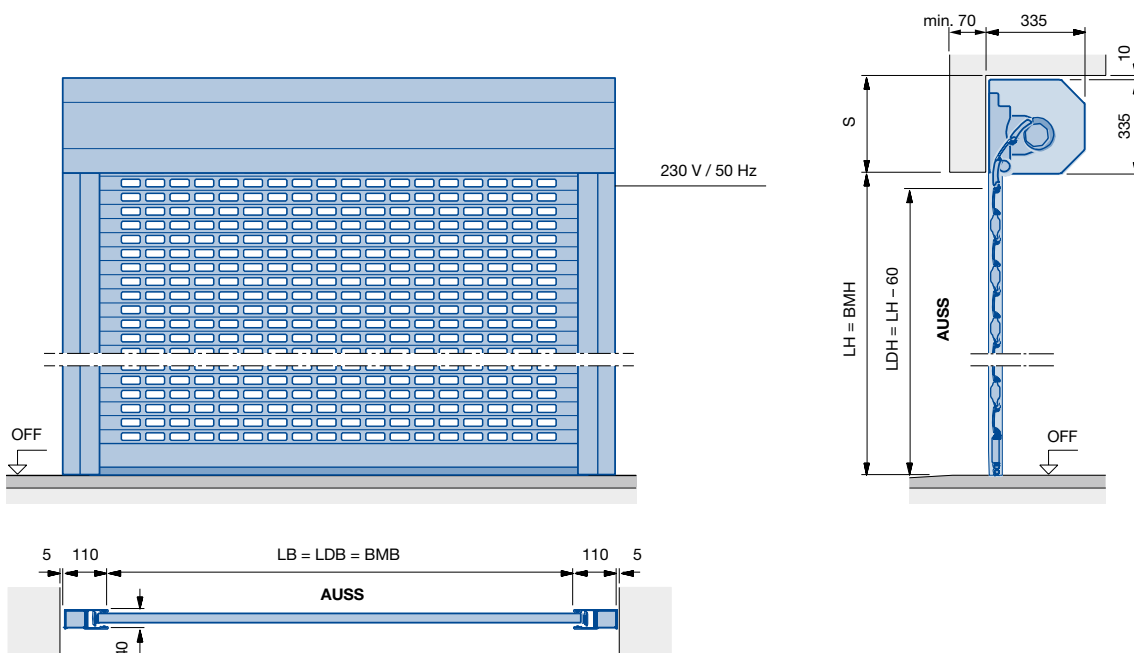 min. 70
335
10
S
335
230 V / 50 Hz
LH = BMH
LDH = LH – 60
AUSS
OFF
OFF
5
110
LB = LDB = BMB
110
5
AUSS
40